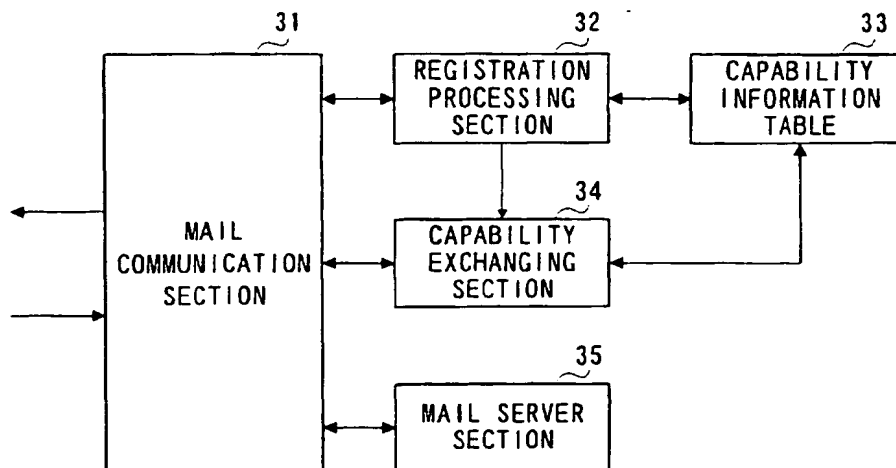 31
32
33
REGISTRATION
PROCESSING
SECTION
CAPABILITY
INFORMATION
TABLE
34
MAIL
COMMUNICATION
SECTION
CAPABILITY
EXCHANGING
SECTION
35
MAIL SERVER
SECTION